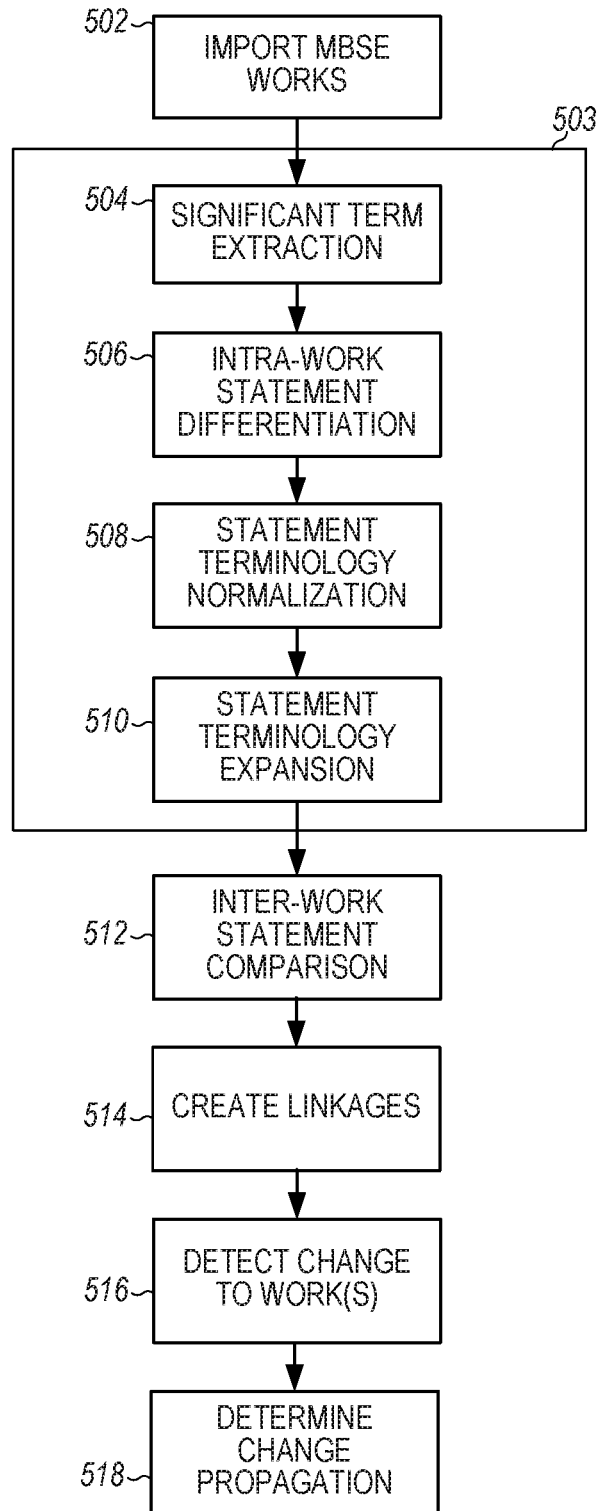 502
IMPORT MBSE
WORKS
503
504
SIGNIFICANT TERM
EXTRACTION
506
INTRA-WORK
STATEMENT
DIFFERENTIATION
508
STATEMENT
TERMINOLOGY
NORMALIZATION
510
STATEMENT
TERMINOLOGY
EXPANSION
512
INTER-WORK
STATEMENT
COMPARISON
514
CREATE LINKAGES
516
DETECT CHANGE
TO WORK(S)
518
DETERMINE
CHANGE
PROPAGATION